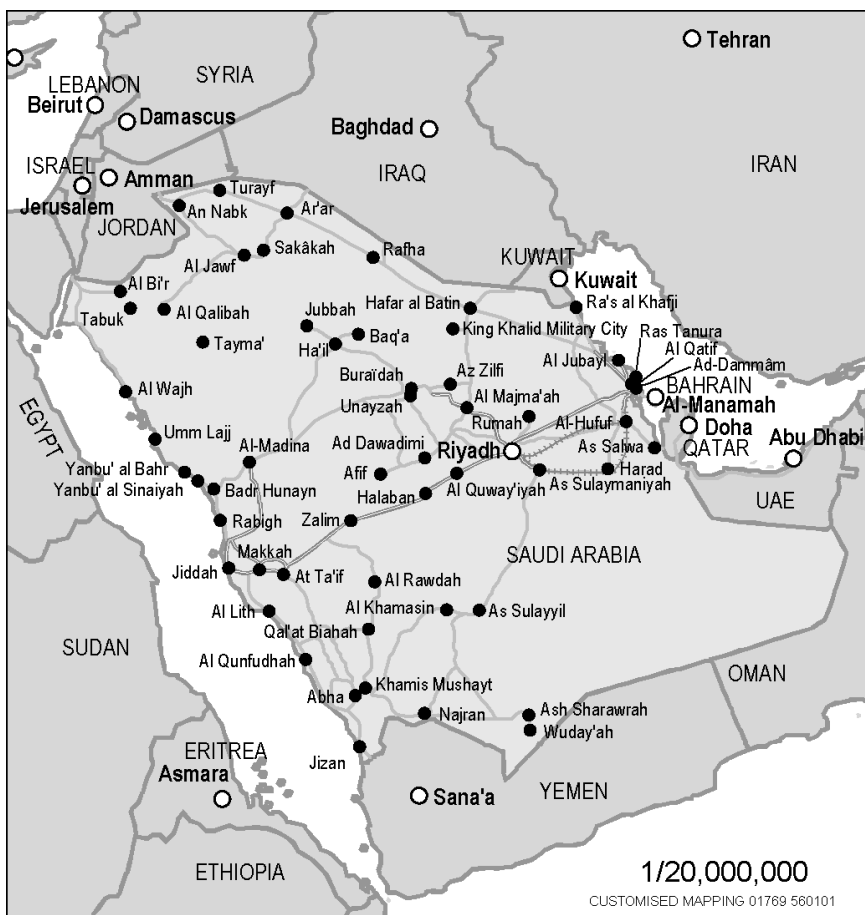 Tehran
SYRIA
LEBANON
Beirut
Damascus
Baghdad
ISRAEL
Amman
IRAQ
IRAN
Jerusalem
Turayf
An Nabk
Ar'ar
JORDAN
Sakâkah
Rafha
Al Jawf
KUWAIT
Kuwait
Al Bi'r
Tabuk
Al Qalibah
Jubbah
Hafar al Batin
Ra's al Khafji
Baq'a
King Khalid Military City
Ras Tanura
Tayma'
Ha'il
Al Jubayl
Al Qatif
Ad-Dammâm
Buraïdah
Az Zilfi
BAHRAIN
Al Wajh
Unayzah
Al Majma'ah
Al-Manamah
EGYPT
Rumah
Al-Hufuf
Doha
Umm Lajj
Al-Madina
Ad Dawadimi
Riyadh
As Salwa
QATAR
Abu Dhabi
Yanbu' al Bahr
Afif
Harad
Yanbu' al Sinaiyah
Badr Hunayn
Halaban
Al Quway'iyah
As Sulaymaniyah
UAE
Rabigh
Zalim
Makkah
SAUDI ARABIA
Jiddah
At Ta'if
Al Rawdah
Al Lith
Al Khamasin
As Sulayyil
Qal'at Biahah
SUDAN
Al Qunfudhah
OMAN
Khamis Mushayt
Abha
Najran
Ash Sharawrah
Wuday'ah
ERITREA
Jizan
Asmara
Sana'a
YEMEN
ETHIOPIA
1/20,000,000
CUSTOMISED MAPPING 01769 560101